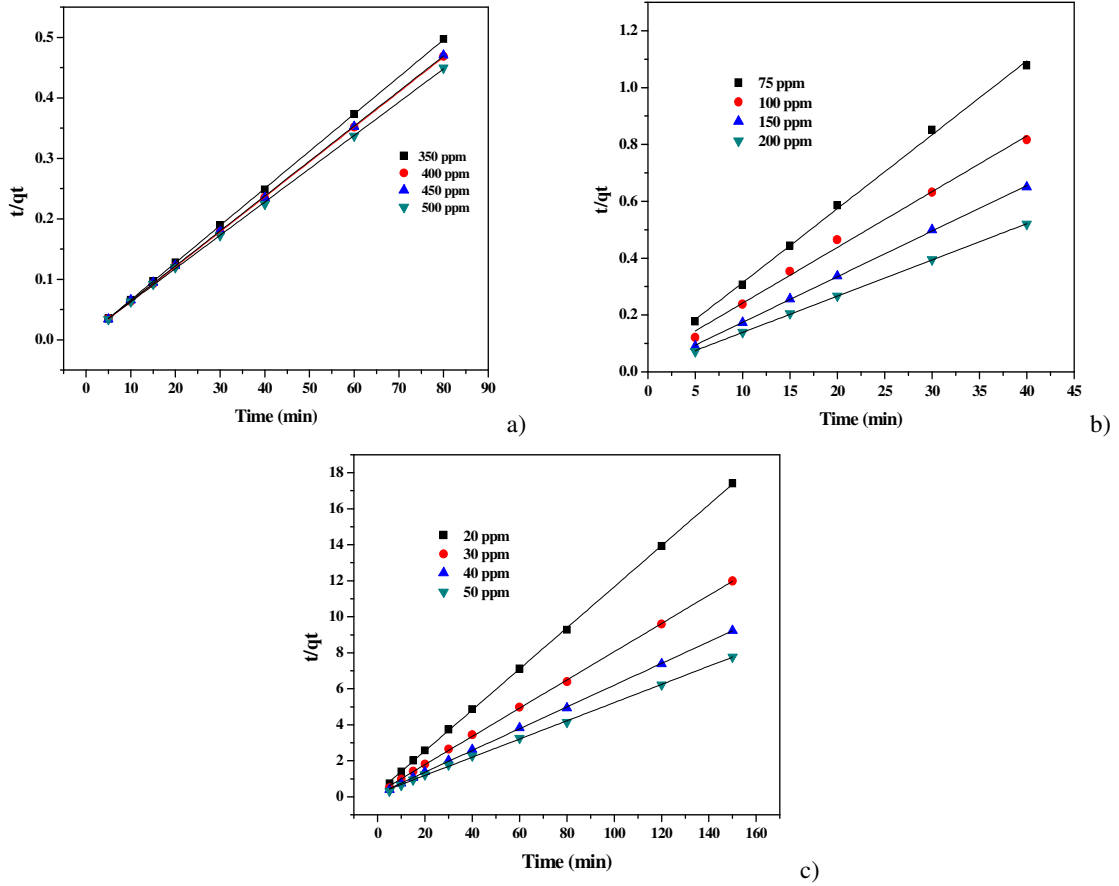 0.5
0.4
0.3
0.2
0.1
0.0
t/qt
350 ppm
400 ppm
450 ppm
500 ppm
0 10 20 30 40 50 60 70 80 90
Time (min)
a)
1.2
1.0
0.8
0.6
0.4
0.2
0.0
t/qt
75 ppm
100 ppm
150 ppm
200 ppm
0 5 10 15 20 25 30 35 40 45
Time (min)
b)
18
16
14
12
10
8
6
4
2
0
t/qt
20 ppm
30 ppm
40 ppm
50 ppm
0 20 40 60 80 100 120 140 160
Time (min)
c)